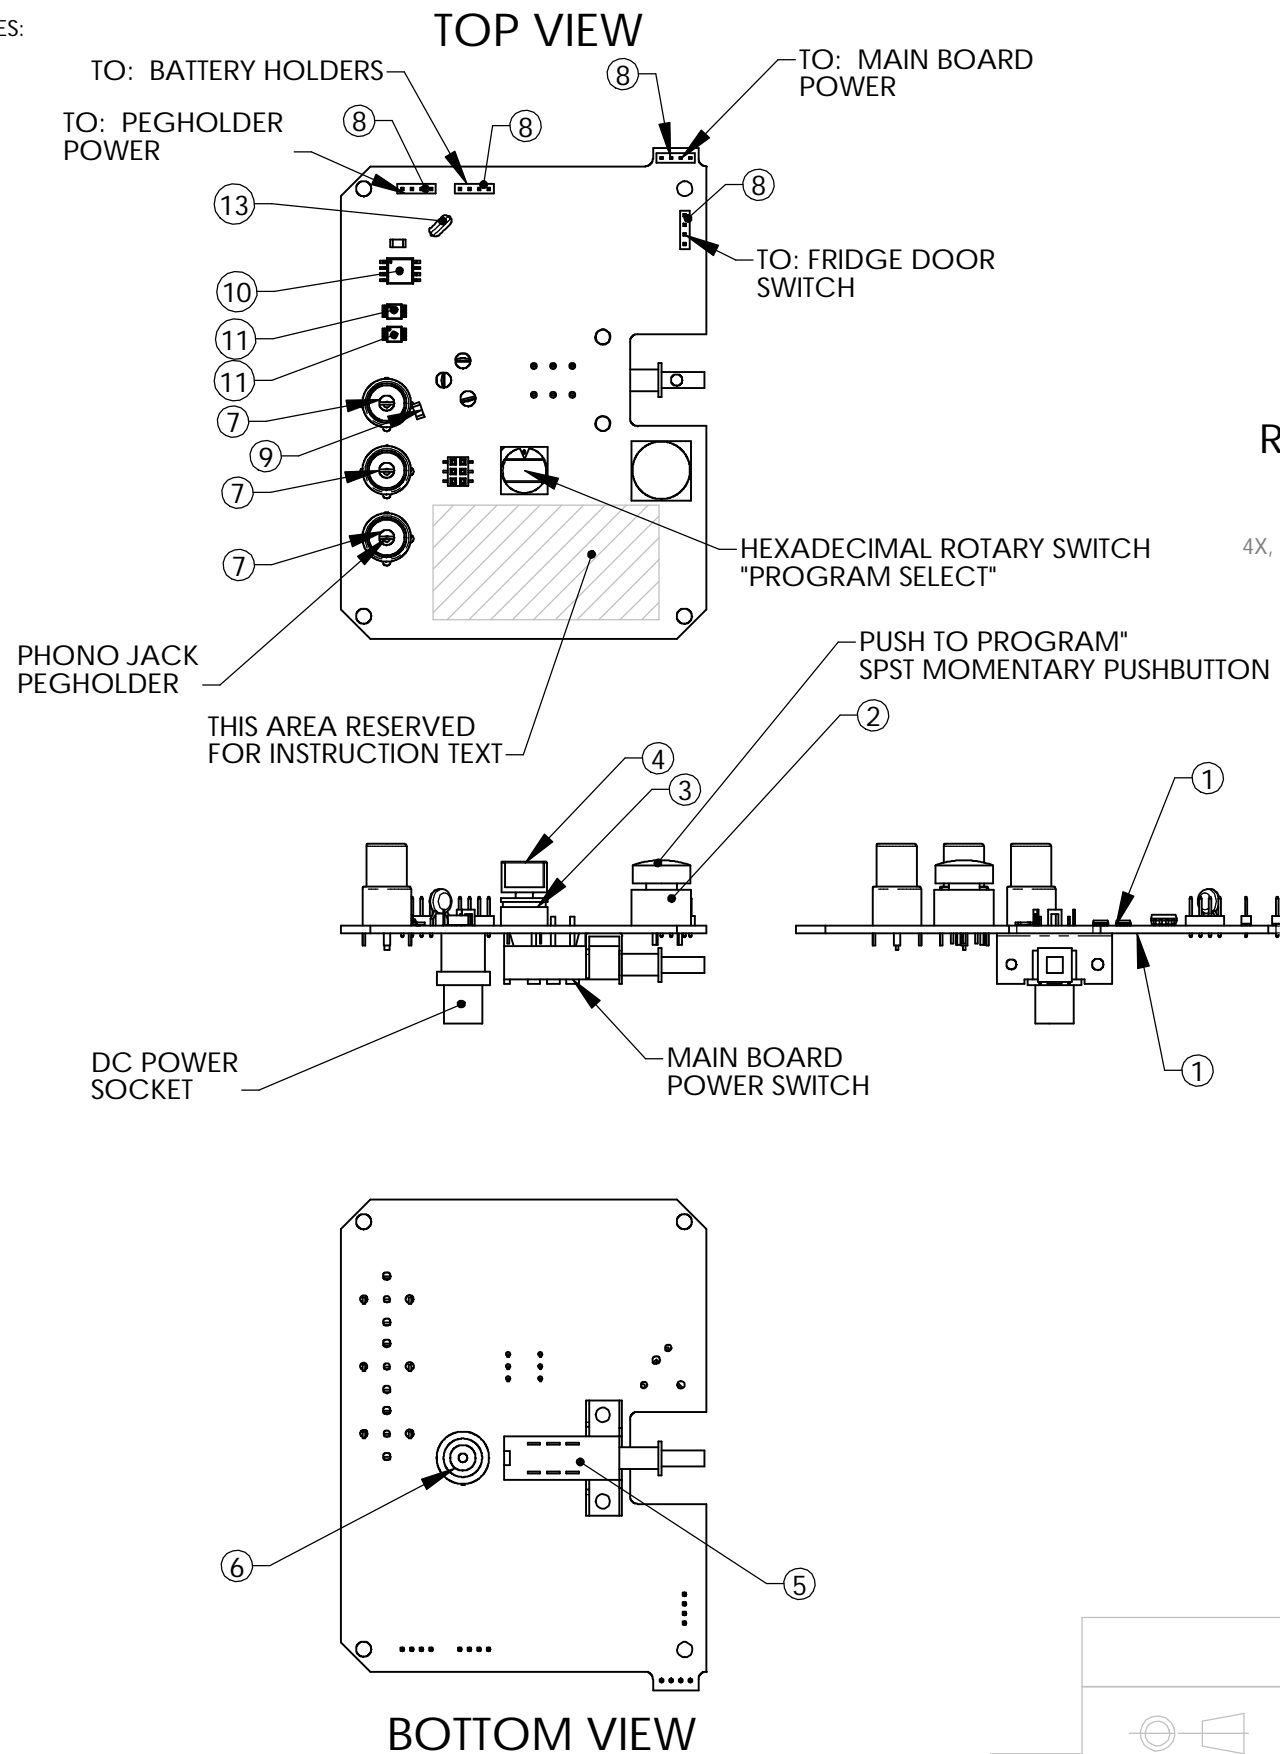 ES:
TOP VIEW
TO: BATTERY HOLDERS
8
TO: MAIN BOARD
POWER
TO: PEGHOLDER
POWER
8
8
8
13
TO: FRIDGE DOOR
SWITCH
10
11
11
7
9
7
7
R
HEXADECIMAL ROTARY SWITCH
"PROGRAM SELECT"
4X,
PHONO JACK
PEGHOLDER
PUSH TO PROGRAM"
SPST MOMENTARY PUSHBUTTON
THIS AREA RESERVED
FOR INSTRUCTION TEXT
2
4
3
1
DC POWER
SOCKET
MAIN BOARD
POWER SWITCH
1
6
5
BOTTOM VIEW